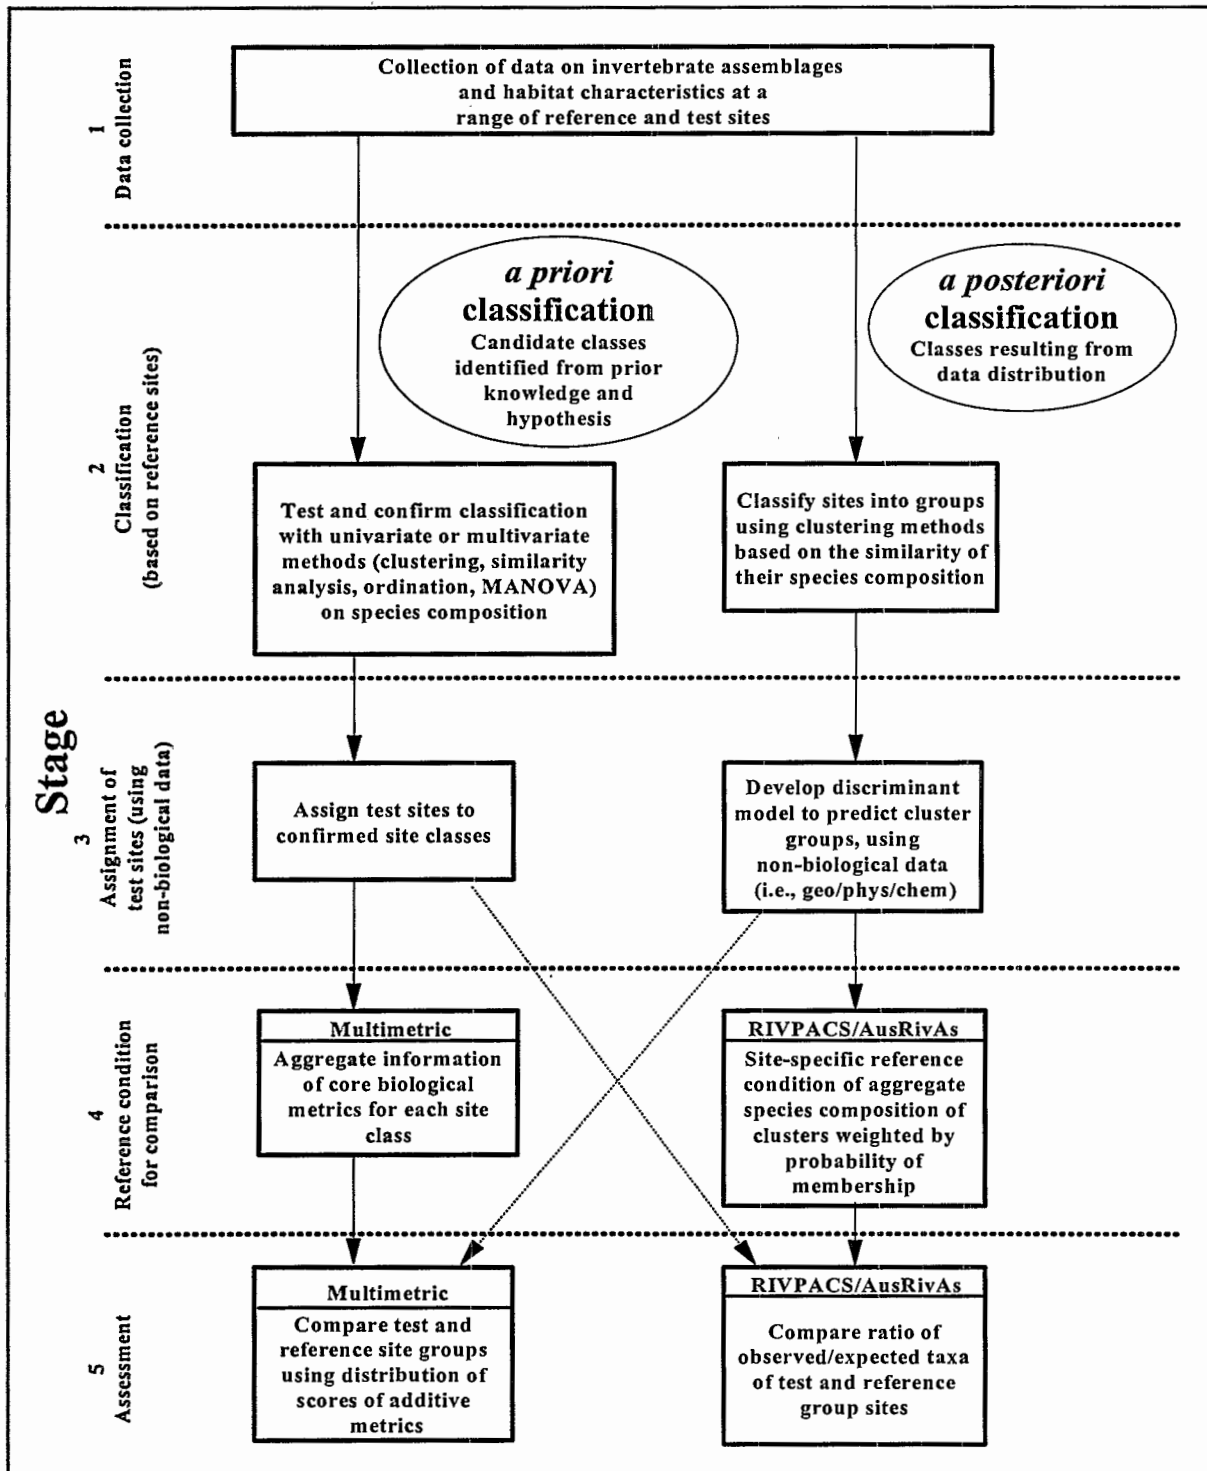 Stage
1
Data collection
Collection of data on invertebrate assemblages
and habitat characteristics at a
range of reference and test sites
2
Classification
(based on reference sites)
a priori
classification
Candidate classes
identified from prior
knowledge and
hypothesis
a posteriori
classification
Classes resulting from
data distribution
Test and confirm classification
with univariate or multivariate
methods (clustering, similarity
analysis, ordination, MANOVA)
on species composition
Classify sites into groups
using clustering methods
based on the similarity of
their species composition
3
Assignment of
test sites (using
non-biological data)
Assign test sites to
confirmed site classes
Develop discriminant
model to predict cluster
groups, using
non-biological data
(i.e., geo/phys/chem)
4
Reference condition
for comparison
Multimetric
Aggregate information
of core biological
metrics for each site
class
RIVPACS/AusRivAs
Site-specific reference
condition of aggregate
species composition of
clusters weighted by
probability of
membership
5
Assessment
Multimetric
Compare test and
reference site groups
using distribution of
scores of additive
metrics
RIVPACS/AusRivAs
Compare ratio of
observed/expected taxa
of test and reference
group sites